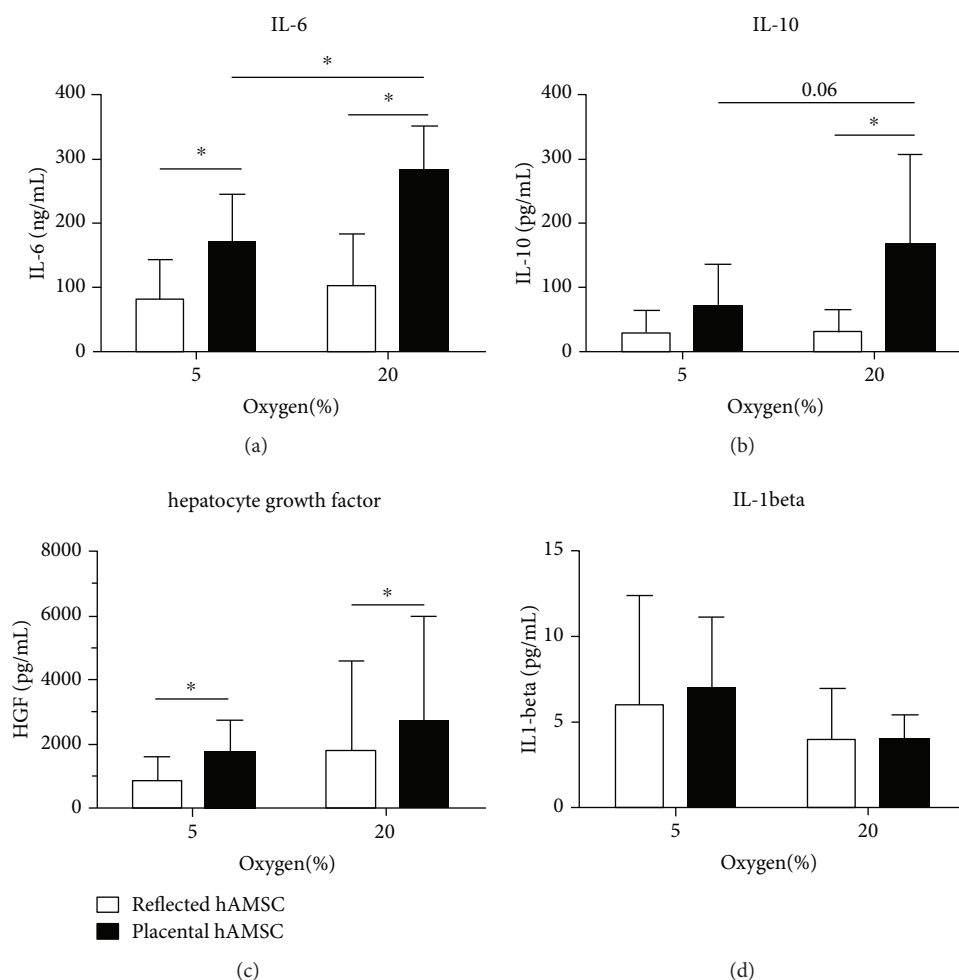 IL-6
*
*
*
400
300
200
100
0
IL-6 (ng/mL)
5
20
Oxygen(%)
(a)
IL-10
0.06
*
400
300
200
100
0
IL-10 (pg/mL)
5
20
Oxygen(%)
(b)
hepatocyte growth factor
*
*
8000
6000
4000
2000
0
HGF (pg/mL)
5
20
Oxygen(%)
Reflected hAMSC
Placental hAMSC
(c)
IL-1beta
15
10
5
0
IL1-beta (pg/mL)
5
20
Oxygen(%)
(d)